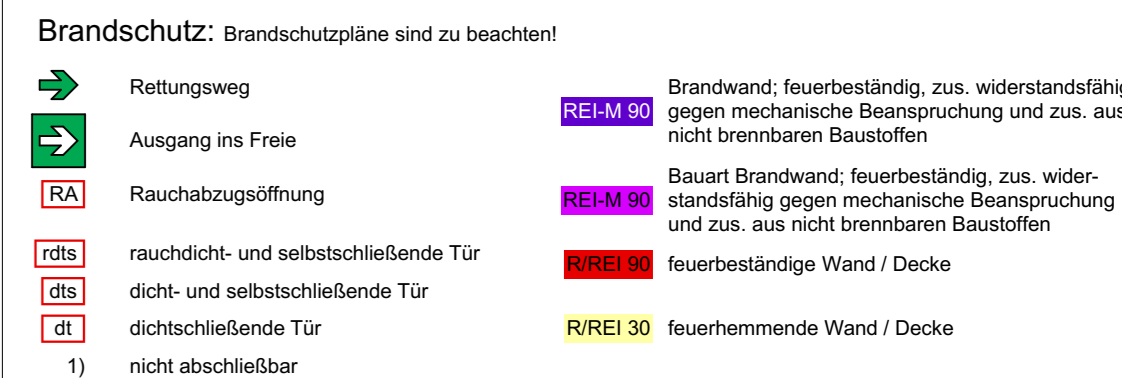 Brandschutz: Brandschutzpläne sind zu beachten!
Rettungsweg
Ausgang ins Freie
RA Rauchabzugsöffnung
rdts rauchdicht- und selbstschließende Tür
dts dicht- und selbstschließende Tür
dt dichtschließende Tür
1) nicht abschließbar
Brandwand; feuerbeständig, zus. widerstandsfähig
REI-M 90 gegen mechanische Beanspruchung und zus. aus
nicht brennbaren Baustoffen
Bauart Brandwand; feuerbeständig, zus. wider-
REI-M 90 standsfähig gegen mechanische Beanspruchung
und zus. aus nicht brennbaren Baustoffen
R/REI 90 feuerbeständige Wand / Decke
R/REI 30 feuerhemmende Wand / Decke